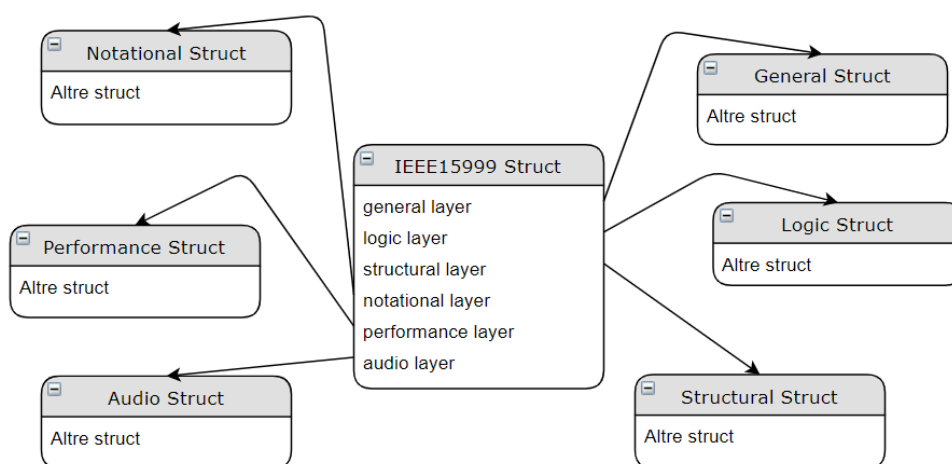 Notational Struct
Altre struct
General Struct
Altre struct
IEEE15999 Struct
general layer
logic layer
structural layer
notational layer
performance layer
audio layer
Performance Struct
Altre struct
Logic Struct
Altre struct
Audio Struct
Altre struct
Structural Struct
Altre struct